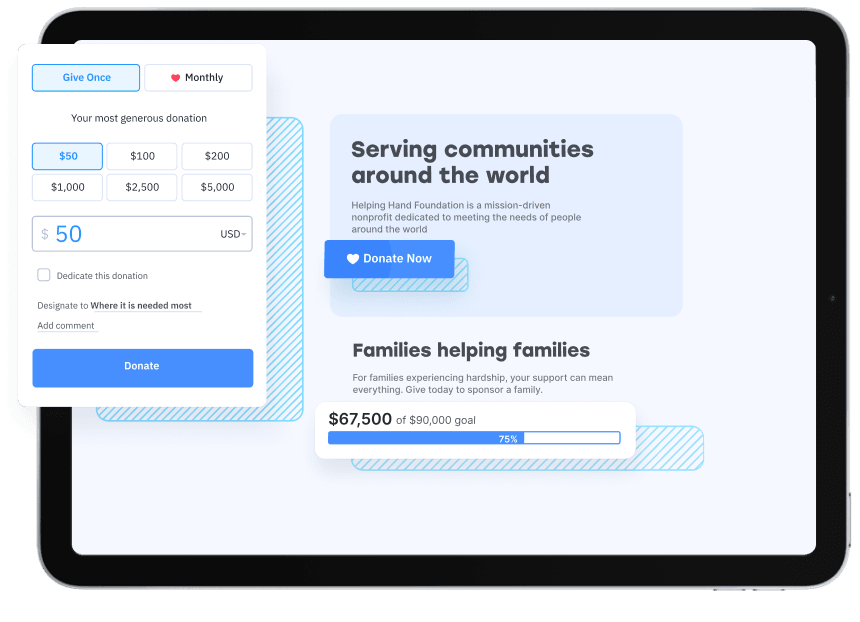 Give Once
Monthly
Your most generous donation
$50
$100
$200
$1,000
$2,500
$5,000
$ 50
USD
Dedicate this donation
Designate to Where it is needed most
Add comment
Donate
Serving communities
around the world
Helping Hand Foundation is a mission-driven
nonprofit dedicated to meeting the needs of people
around the world
Donate Now
Families helping families
For families experiencing hardship, your support can mean
everything. Give today to sponsor a family.
$67,500 of $90,000 goal
75%